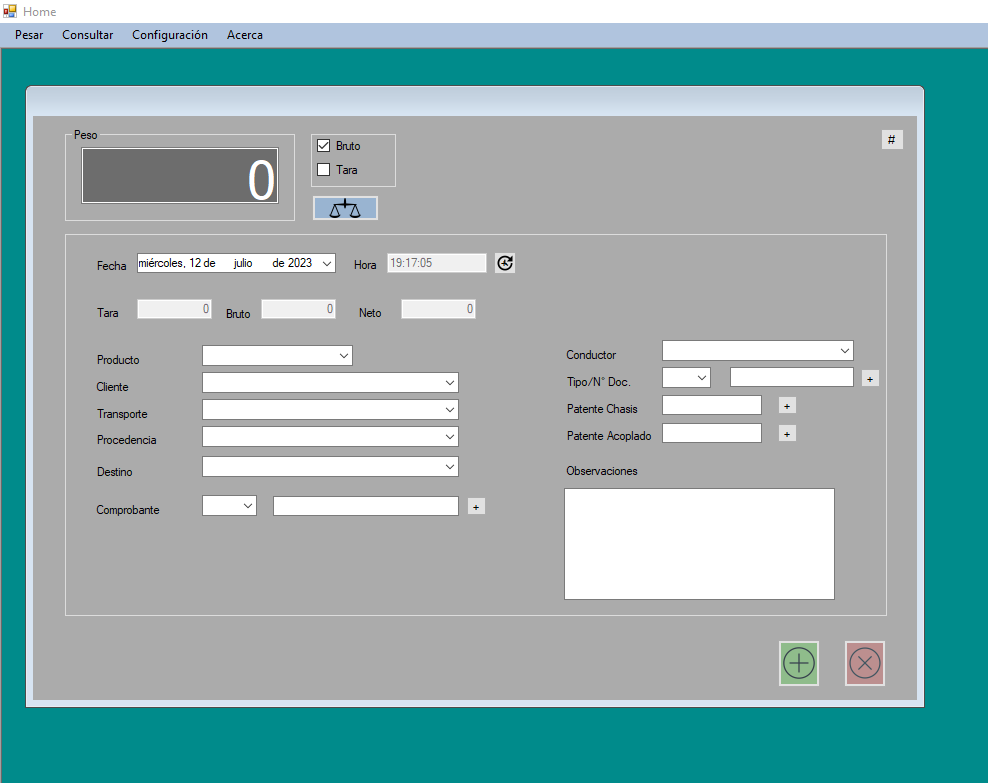 Home
Pesar Consultar Configuración Acerca
Peso
0
Bruto
Tara
#
Fecha miércoles, 12 de julio de 2023 Hora 19:17:05
Tara 0 Bruto 0 Neto 0
Producto
Cliente
Transporte
Procedencia
Destino
Comprobante +
Conductor
Tipo/N° Doc. +
Patente Chasis +
Patente Acoplado +
Observaciones